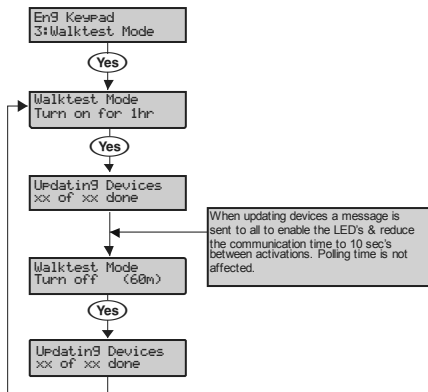 Eng Keypad
3:Walktest Mode
Yes
Walktest Mode
Turn on for 1hr
Yes
Updating Devices
xx of xx done
When updating devices a message is
sent to all to enable the LED's & reduce
the communication time to 10 sec's
between activations. Polling time is not
affected.
Walktest Mode
Turn off (60m)
Yes
Updating Devices
xx of xx done